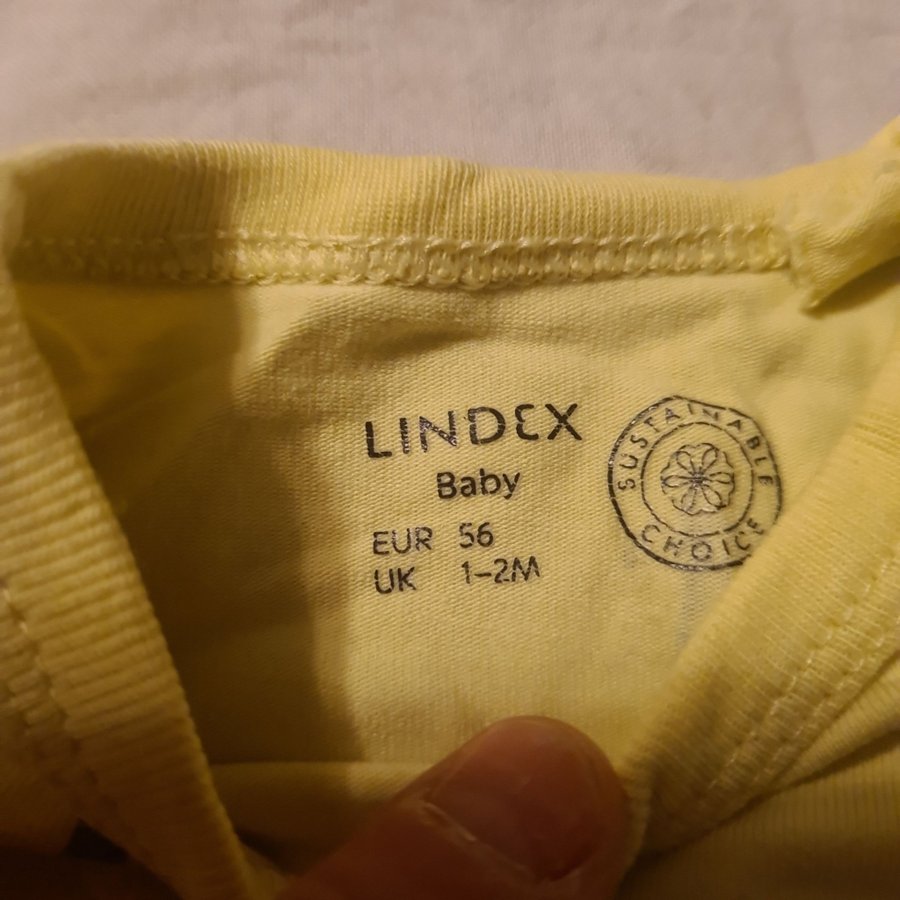 LINDEX
Baby
EUR 56
UK 1-2M
SUSTAINABLE
CHOICE